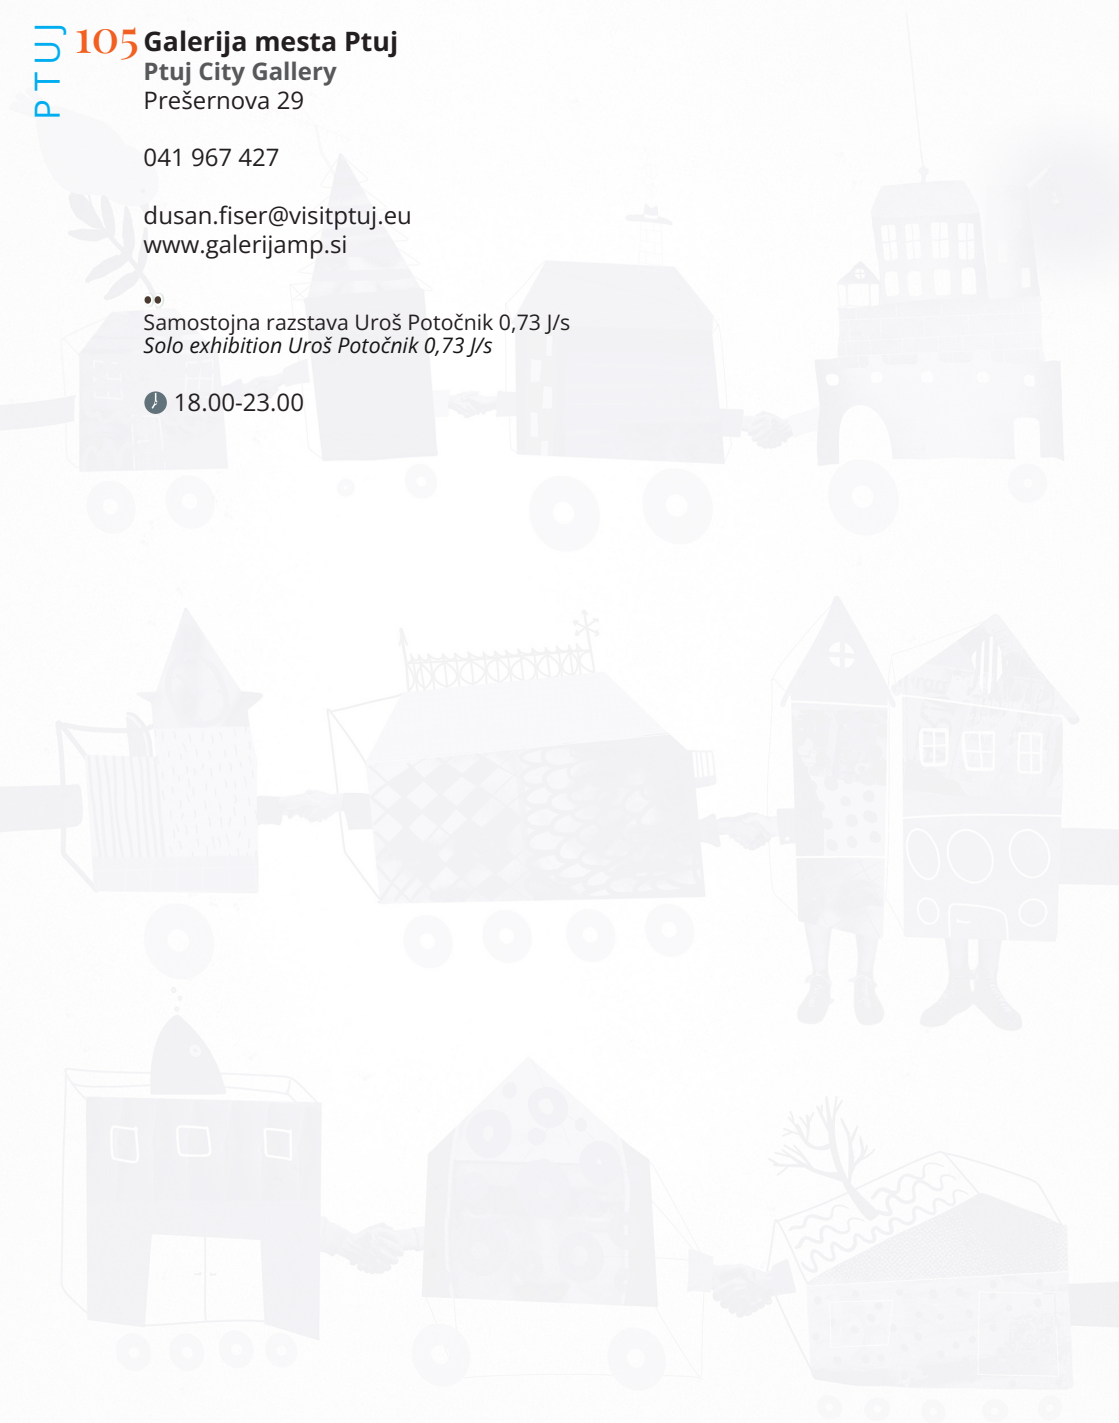 PTUJ
105 Galerija mesta Ptuj
Ptuj City Gallery
Prešernova 29
041 967 427
dusan.fiser@visitptuj.eu
www.galerijamp.si
Samostojna razstava Uroš Potočnik 0,73 J/s
Solo exhibition Uroš Potočnik 0,73 J/s
18.00-23.00